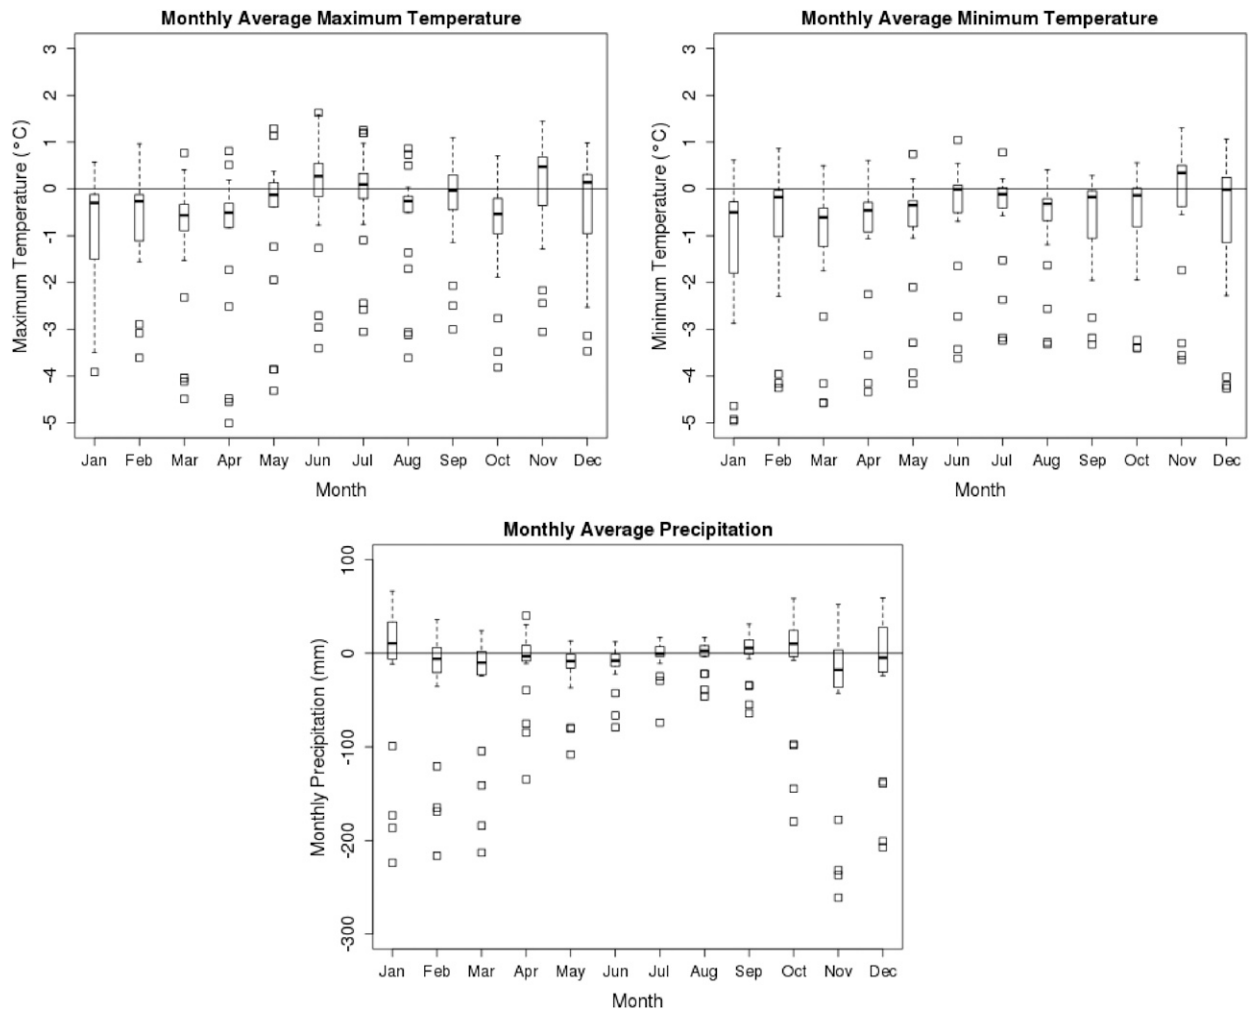 Monthly Average Maximum Temperature
3
2
1
0
-1
-2
-3
-4
-5
Maximum Temperature (°C)
Jan Feb Mar Apr May Jun Jul Aug Sep Oct Nov Dec
Month
Monthly Average Minimum Temperature
3
2
1
0
-1
-2
-3
-4
-5
Minimum Temperature (°C)
Jan Feb Mar Apr May Jun Jul Aug Sep Oct Nov Dec
Month
Monthly Average Precipitation
100
0
-100
-200
-300
Monthly Precipitation (mm)
Jan Feb Mar Apr May Jun Jul Aug Sep Oct Nov Dec
Month